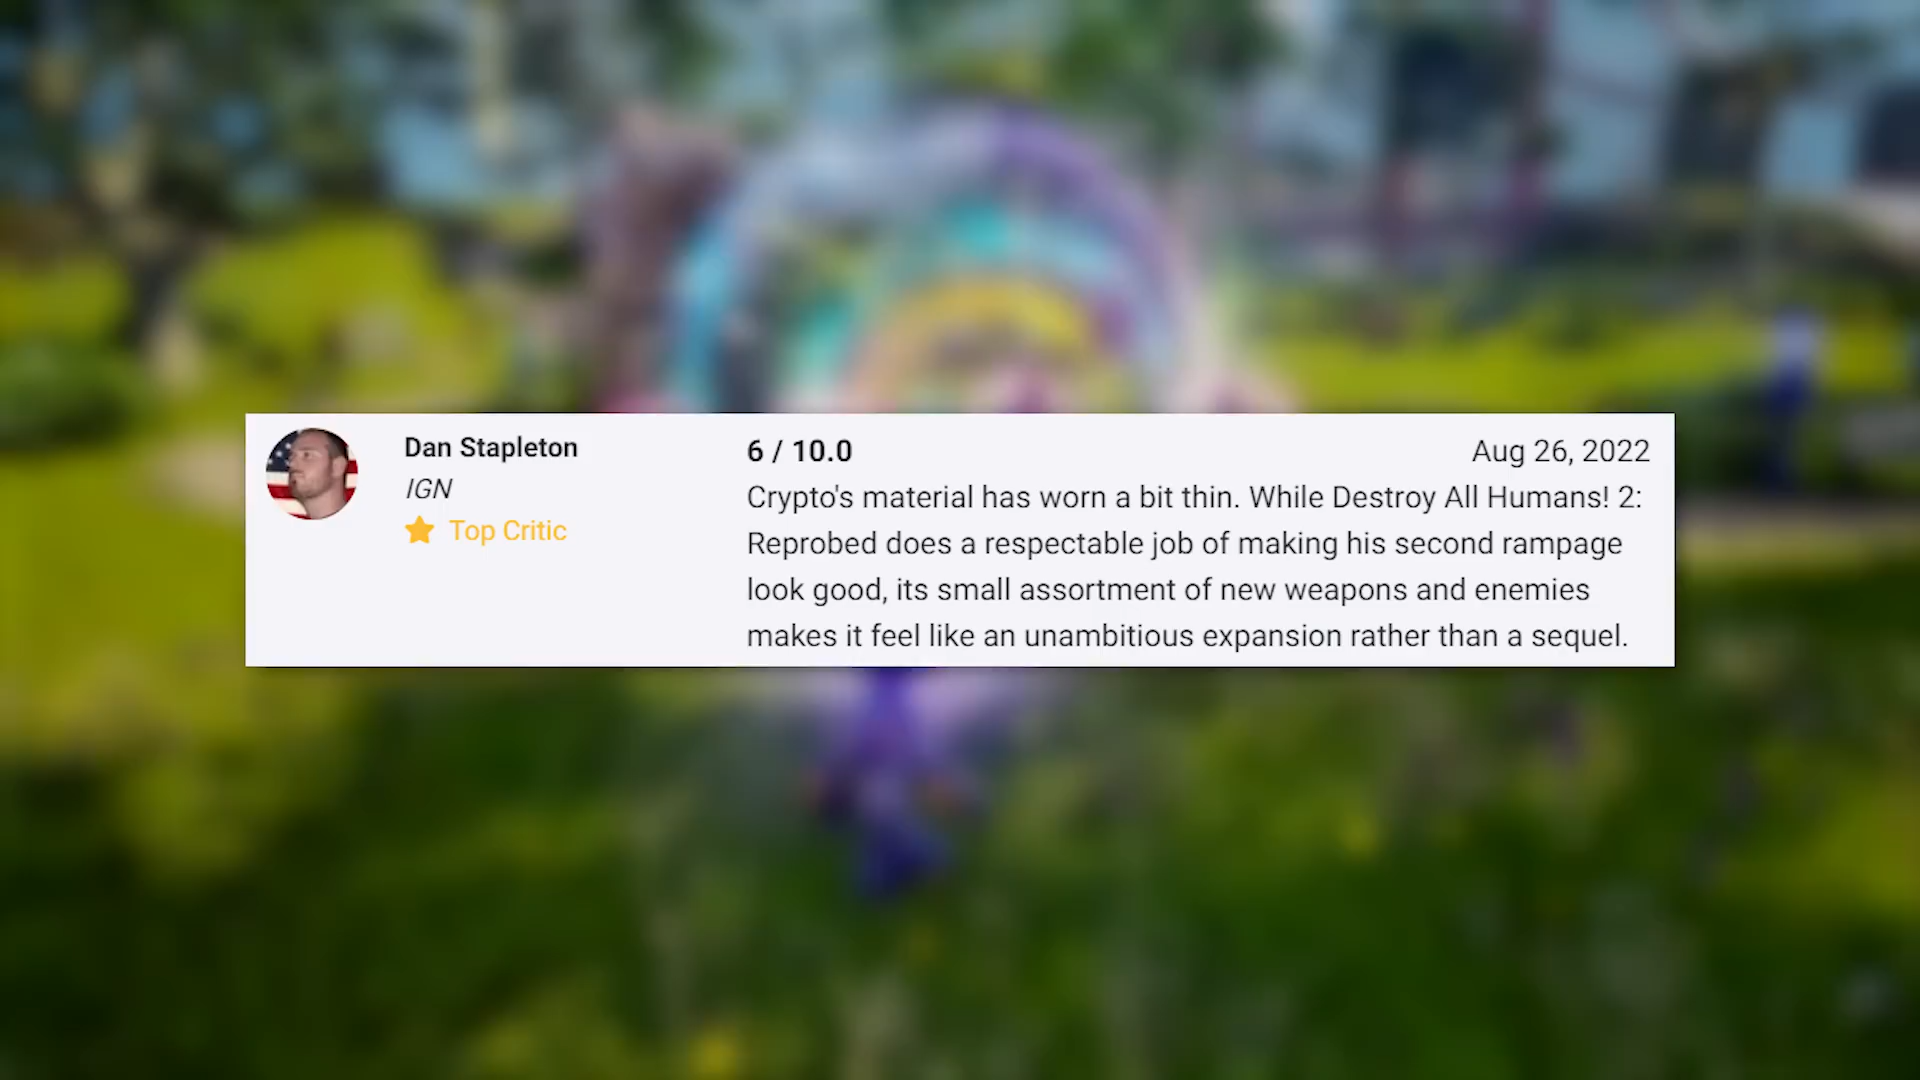 Dan Stapleton
IGN
Top Critic
6 / 10.0
Aug 26, 2022
Crypto's material has worn a bit thin. While Destroy All Humans! 2:
Reprobed does a respectable job of making his second rampage
look good, its small assortment of new weapons and enemies
makes it feel like an unambitious expansion rather than a sequel.